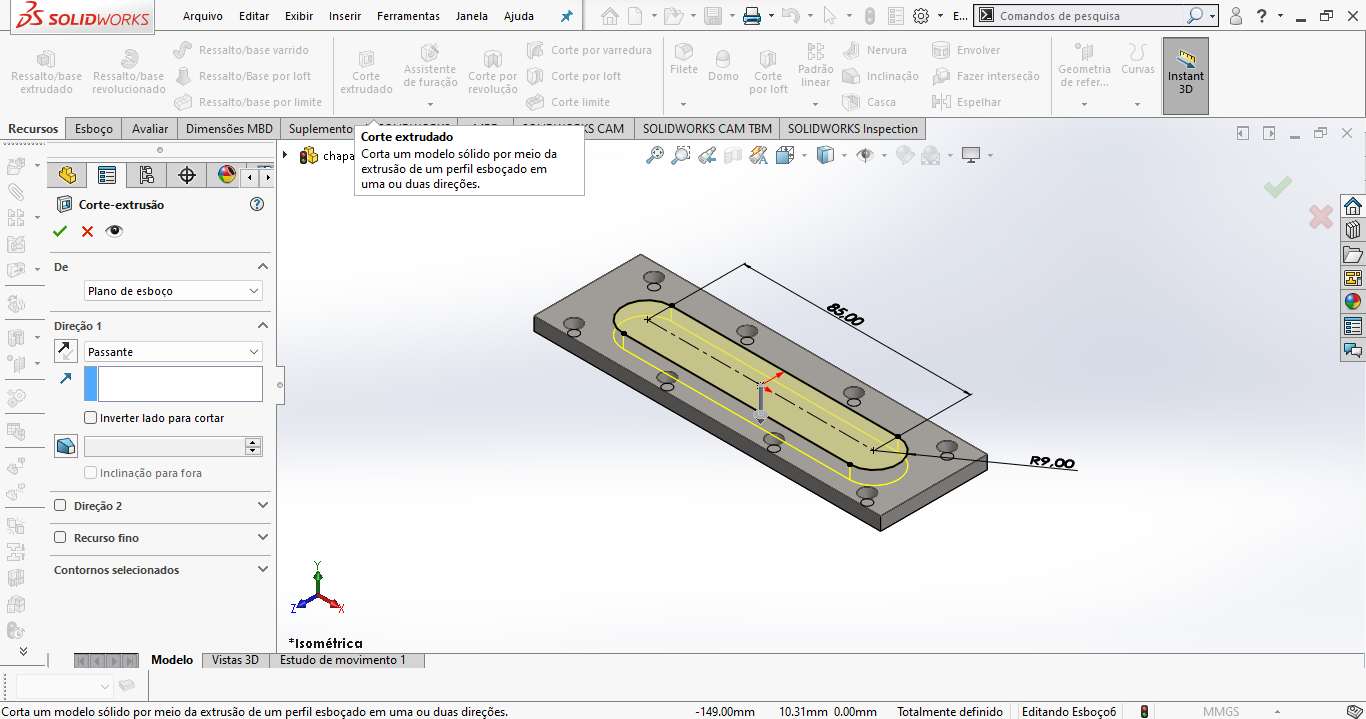 SOLIDWORKS
Arquivo Editar Exibir Inserir Ferramentas Janela Ajuda
E...
Comandos de pesquisa
?
Ressalto/base extrudado
Ressalto/base revolucionado
Ressalto/base varrido
Ressalto/Base por loft
Ressalto/base por limite
Corte extrudado
Assistente de furação
Corte por revolução
Corte por varredura
Corte por loft
Corte limite
Filete
Domo
Corte por loft
Padrão linear
Nervura
Inclinação
Casca
Envolver
Fazer interseção
Espelhar
Geometria de refer...
Curvas
Instant 3D
Recursos Esboço Avaliar Dimensões MBD Suplemento
SOLIDWORKS CAM SOLIDWORKS CAM TBM SOLIDWORKS Inspection
Corte extrudado
Corta um modelo sólido por meio da
extrusão de um perfil esboçado em
uma ou duas direções.
chapa
Corte-extrusão
?
De
Plano de esboço
Direção 1
Passante
Inverter lado para cortar
Inclinação para fora
Direção 2
Recurso fino
Contornos selecionados
85,00
R9,00
Y
Z
X
*Isométrica
Modelo Vistas 3D Estudo de movimento 1
Corta um modelo sólido por meio da extrusão de um perfil esboçado em uma ou duas direções.
-149.00mm 10.31mm 0.00mm Totalmente definido Editando Esboço6 MMGS